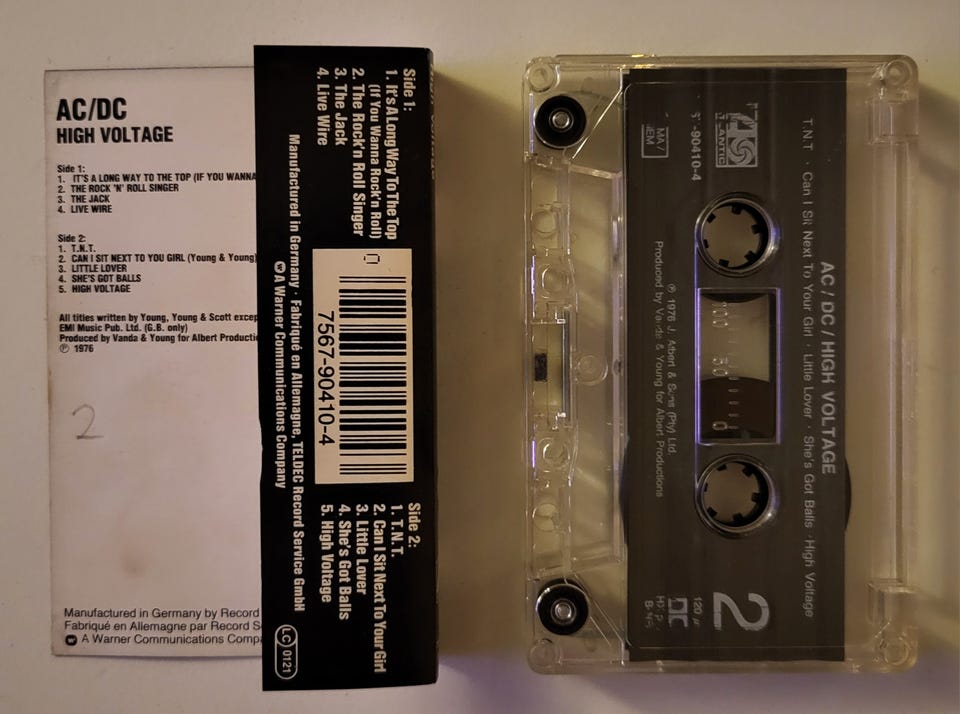 AC/DC
HIGH VOLTAGE
Side 1:
1. IT'S A LONG WAY TO THE TOP (IF YOU WANNA
2. THE ROCK 'N' ROLL SINGER
3. THE JACK
4. LIVE WIRE
Side 2:
1. T.N.T.
2. CAN I SIT NEXT TO YOU GIRL (Young & Young)
3. LITTLE LOVER
4. SHE'S GOT BALLS
5. HIGH VOLTAGE
All titles written by Young, Young & Scott excep
EMI Music Pub. Ltd. (G.B. only)
Produced by Vanda & Young for Albert Productio
℗ 1976
2
Manufactured in Germany by Record
Fabriqué en Allemagne par Record S
A Warner Communications Comp
Side 1:
1. It's A Long Way To The Top
(If You Wanna Rock'n Roll)
2. The Rock'n Roll Singer
3. The Jack
4. Live Wire
7567-90410-4
Side 2:
1. T.N.T.
2. Can I Sit Next To Your Girl
3. Little Lover
4. She's Got Balls
5. High Voltage
Manufactured in Germany · Fabriqué en Allemagne, TELDEC Record Service GmbH
A Warner Communications Company
LC 0121
AC / DC / HIGH VOLTAGE
T.N.T. · Can I Sit Next To Your Girl · Little Lover · She's Got Balls · High Voltage
-90410-4
100 50 0
℗ 1976 J. Albert & Sons (Pty) Ltd.
Produced by Vanda & Young for Albert Productions
2
120 µ